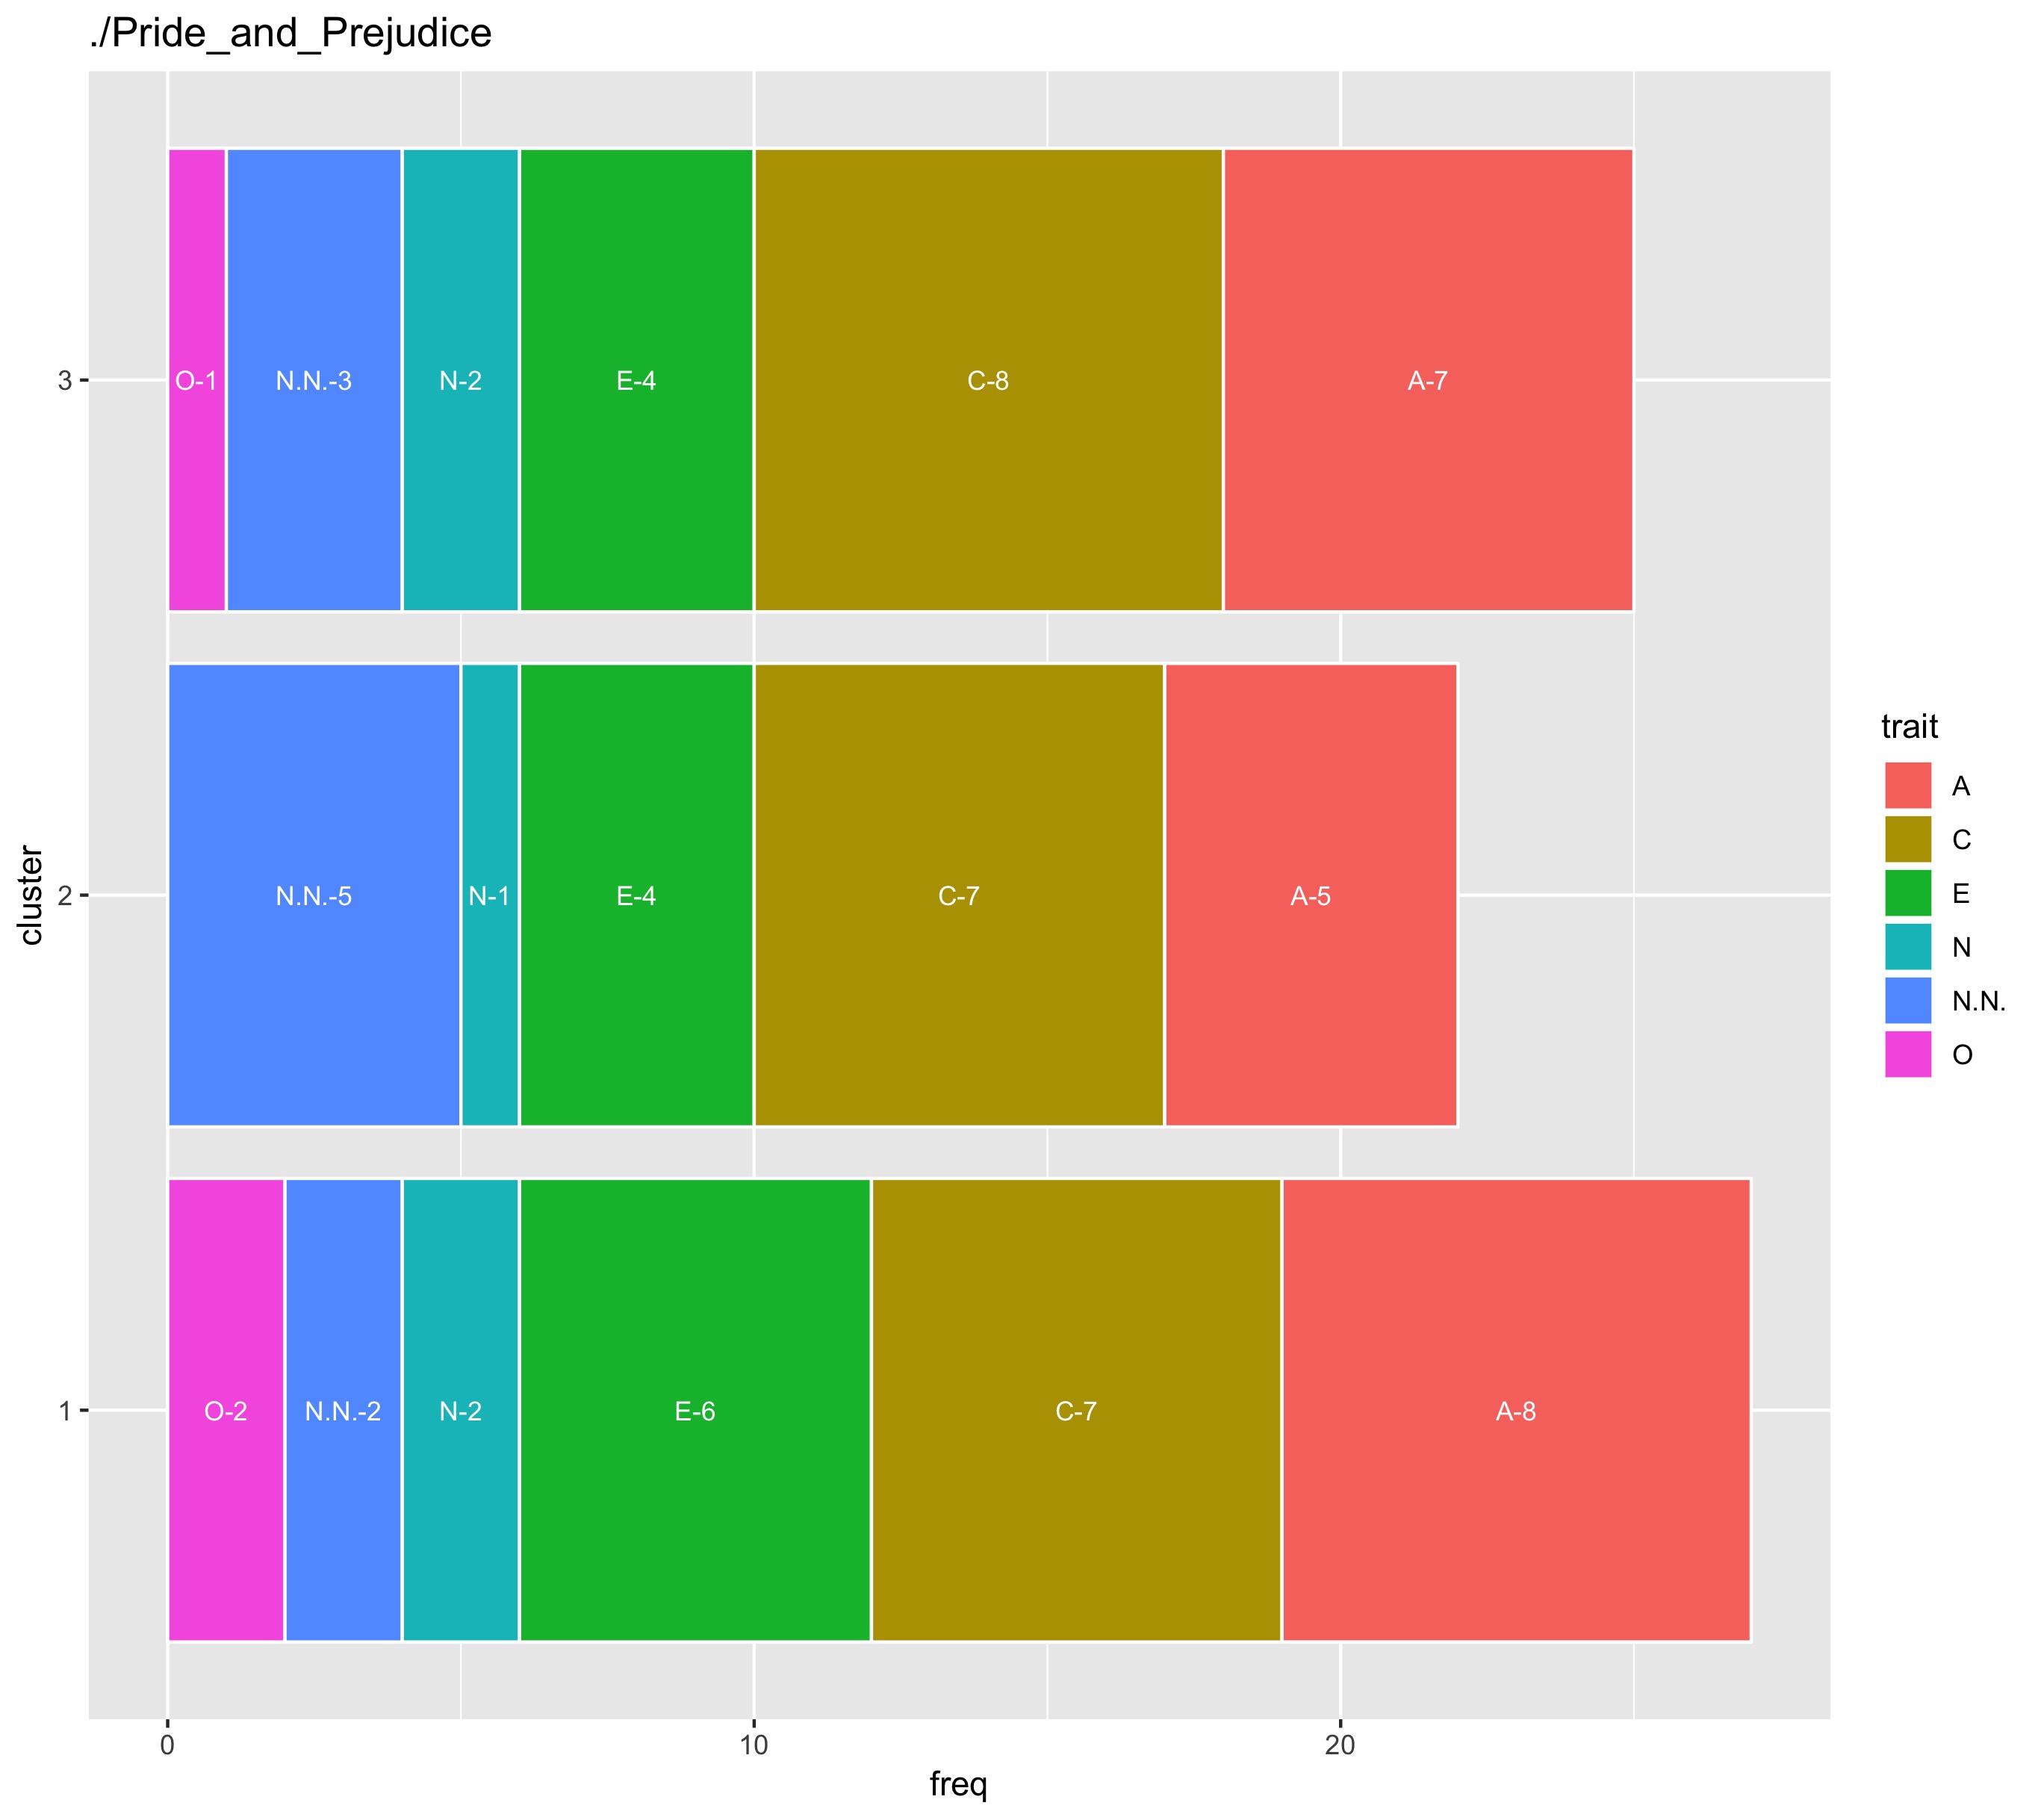 ./Pride_and_Prejudice
3
O-1 N.N.-3 N-2 E-4 C-8 A-7
2
N.N.-5 N-1 E-4 C-7 A-5
1
O-2 N.N.-2 N-2 E-6 C-7 A-8
cluster
0 10 20
freq
trait
A
C
E
N
N.N.
O